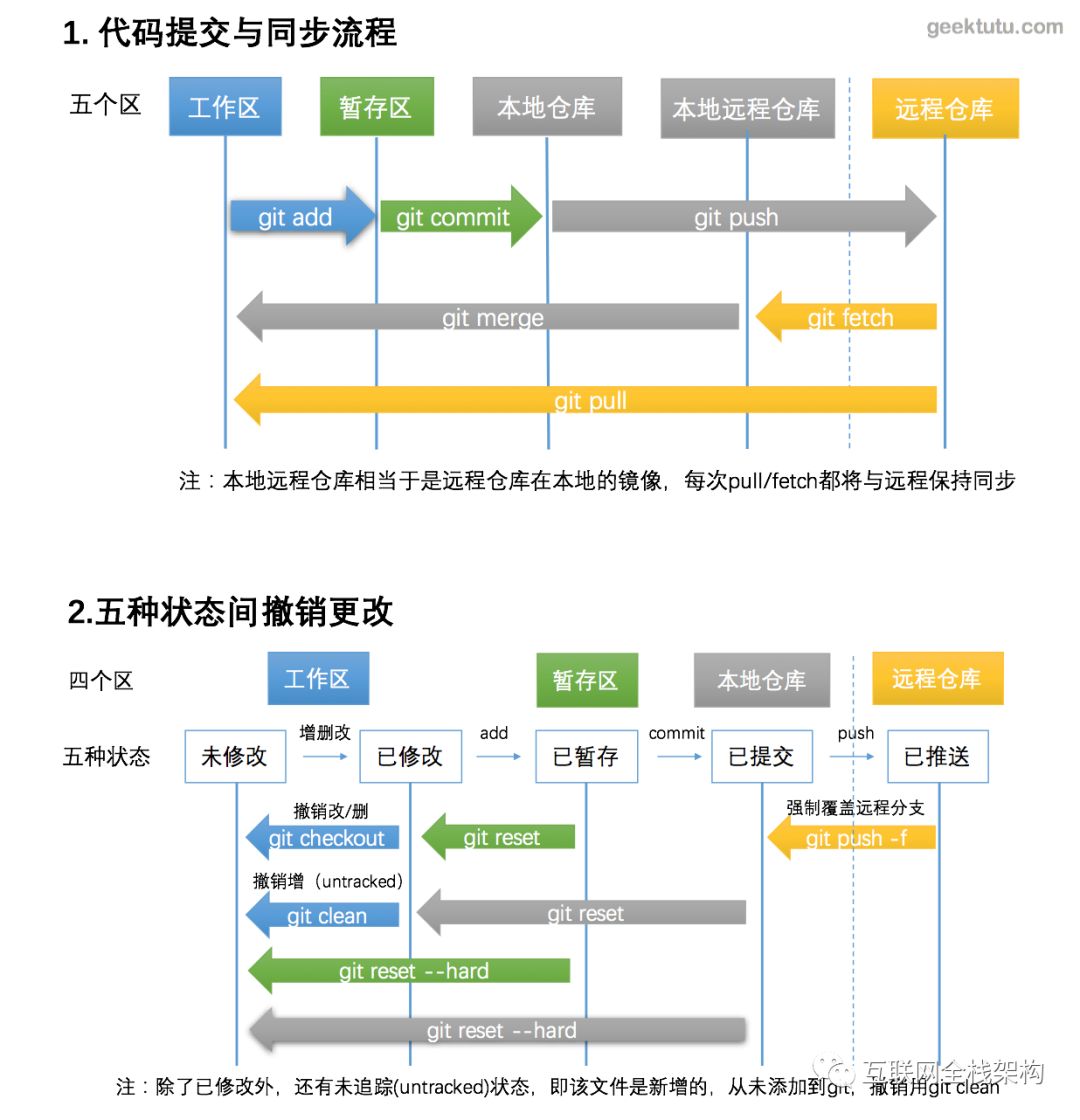 1. 代码提交与同步流程
geektutu.com
五个区
工作区
暂存区
本地仓库
本地远程仓库
远程仓库
git add
git commit
git push
git merge
git fetch
git pull
注：本地远程仓库相当于是远程仓库在本地的镜像，每次pull/fetch都将与远程保持同步
2.五种状态间撤销更改
四个区
工作区
暂存区
本地仓库
远程仓库
五种状态
未修改
增删改
已修改
add
已暂存
commit
已提交
push
已推送
撤销改/删
git checkout
git reset
强制覆盖远程分支
git push -f
撤销增（untracked）
git clean
git reset
git reset --hard
git reset --hard
注：除了已修改外，还有未追踪(untracked)状态，即该文件是新增的，从未添加到git，撤销用git clean
互联网全栈架构